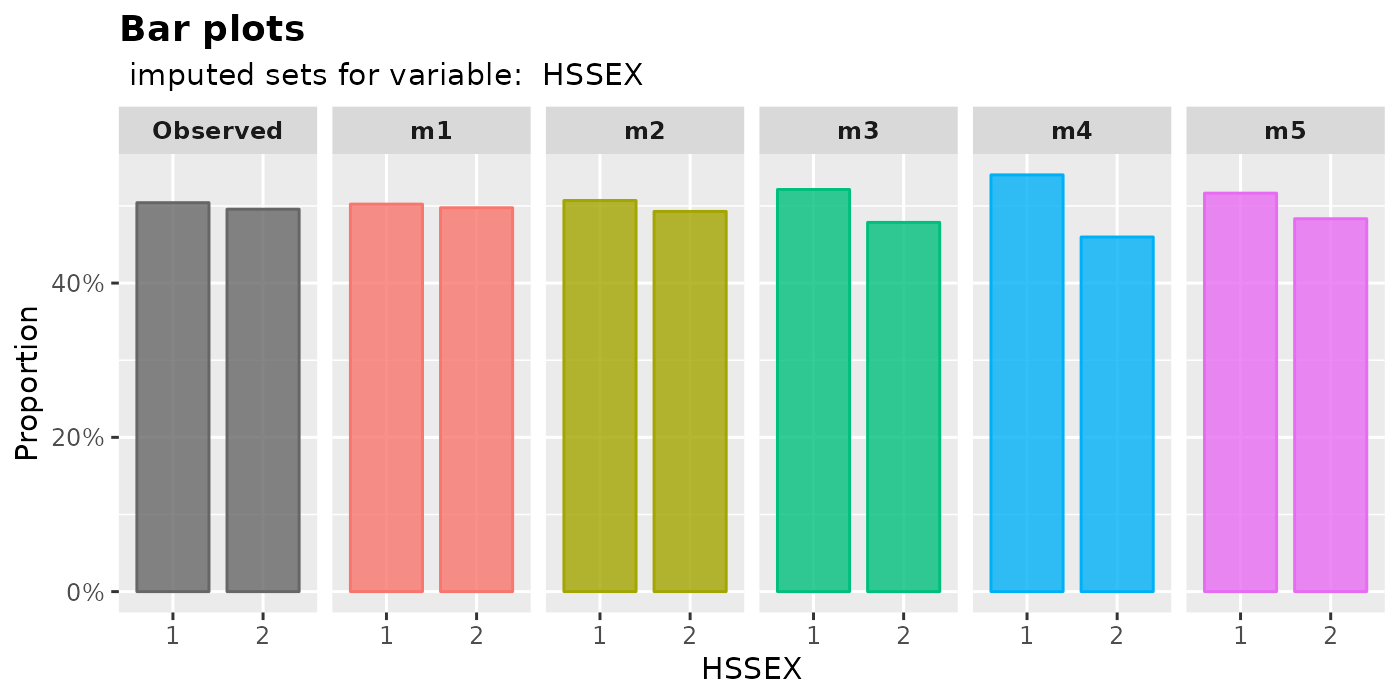 Bar plots
imputed sets for variable:  HSSEX
Observed m1 m2 m3 m4 m5
40%
20%
0%
Proportion
1 2 1 2 1 2 1 2 1 2 1 2
HSSEX